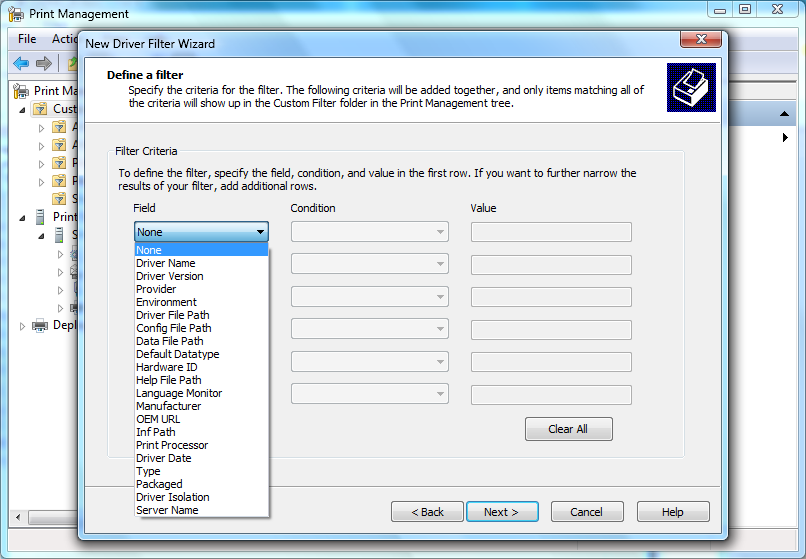 Print Management
File
New Driver Filter Wizard
Define a filter
Specify the criteria for the filter. The following criteria will be added together, and only items matching all of
the criteria will show up in the Custom Filter folder in the Print Management tree.
Filter Criteria
To define the filter, specify the field, condition, and value in the first row. If you want to further narrow the
results of your filter, add additional rows.
Field Condition Value
None
None
Driver Name
Driver Version
Provider
Environment
Driver File Path
Config File Path
Data File Path
Default Datatype
Hardware ID
Help File Path
Language Monitor
Manufacturer
OEM URL
Inf Path
Print Processor
Driver Date
Type
Packaged
Driver Isolation
Server Name
Clear All
< Back Next > Cancel Help
Print